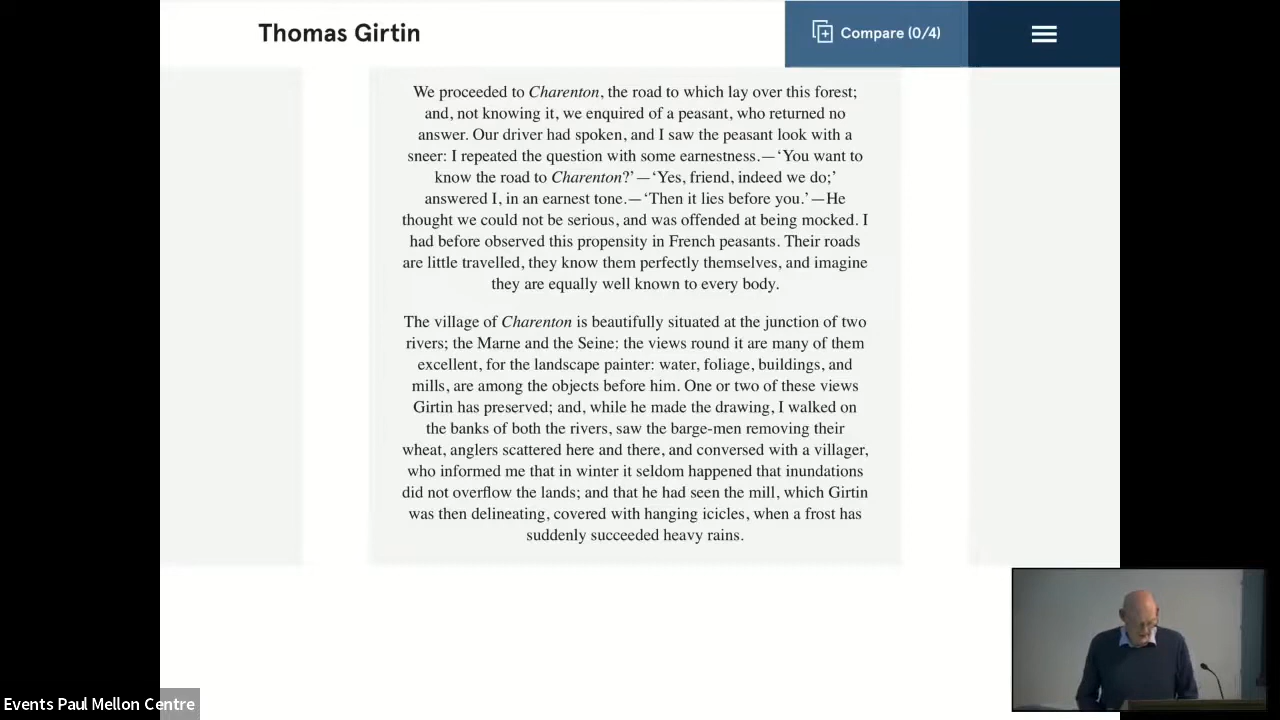 Thomas Girtin
Compare (0/4)
We proceeded to Charenton, the road to which lay over this forest;
and, not knowing it, we enquired of a peasant, who returned no
answer. Our driver had spoken, and I saw the peasant look with a
sneer: I repeated the question with some earnestness.—‘You want to
know the road to Charenton?’—‘Yes, friend, indeed we do;’
answered I, in an earnest tone.—‘Then it lies before you.’—He
thought we could not be serious, and was offended at being mocked. I
had before observed this propensity in French peasants. Their roads
are little travelled, they know them perfectly themselves, and imagine
they are equally well known to every body.
The village of Charenton is beautifully situated at the junction of two
rivers; the Marne and the Seine: the views round it are many of them
excellent, for the landscape painter: water, foliage, buildings, and
mills, are among the objects before him. One or two of these views
Girtin has preserved; and, while he made the drawing, I walked on
the banks of both the rivers, saw the barge-men removing their
wheat, anglers scattered here and there, and conversed with a villager,
who informed me that in winter it seldom happened that inundations
did not overflow the lands; and that he had seen the mill, which Girtin
was then delineating, covered with hanging icicles, when a frost has
suddenly succeeded heavy rains.
Events Paul Mellon Centre